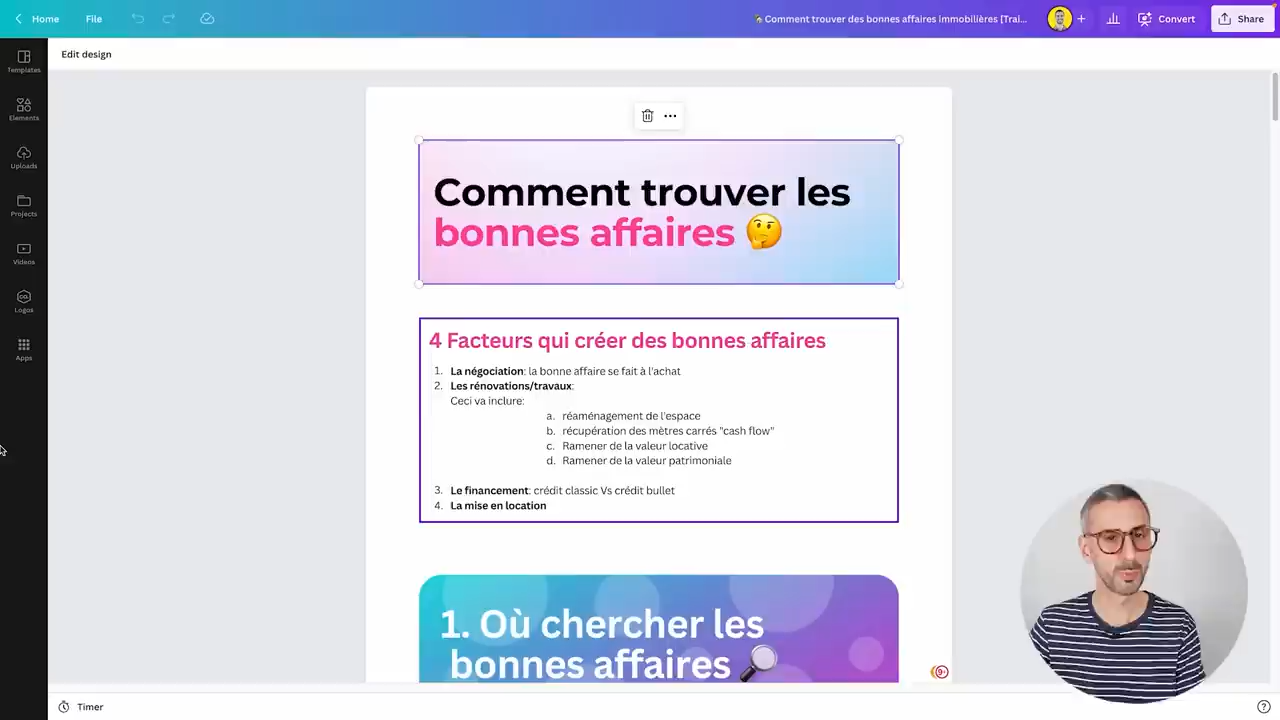 Home
File
🏡Comment trouver des bonnes affaires immobilières [Trai...
Convert
Share
Edit design
Templates
Elements
Uploads
Projects
Videos
Logos
Apps
Comment trouver les
bonnes affaires 🤔
4 Facteurs qui créer des bonnes affaires
1. La négociation: la bonne affaire se fait à l'achat
2. Les rénovations/travaux:
Ceci va inclure:
a. réaménagement de l'espace
b. récupération des mètres carrés "cash flow"
c. Ramener de la valeur locative
d. Ramener de la valeur patrimoniale
3. Le financement: crédit classic Vs crédit bullet
4. La mise en location
1. Où chercher les
bonnes affaires 🔎
9+
Timer